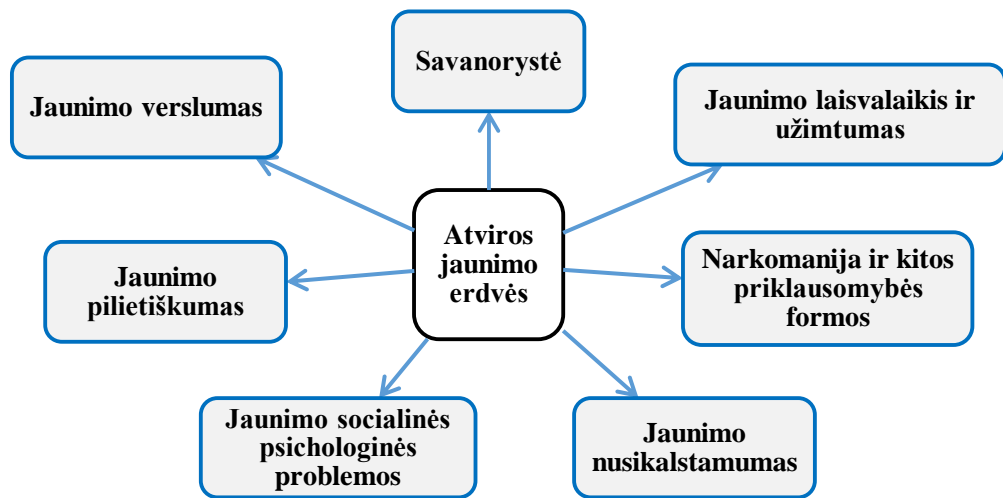 Savanorystė
Jaunimo verslumas
Jaunimo laisvalaikis ir
užimtumas
Atviros
jaunimo
erdvės
Jaunimo
pilietiškumas
Narkomanija ir kitos
priklausomybės
formos
Jaunimo socialinės
psichologinės
problemos
Jaunimo
nusikalstamumas